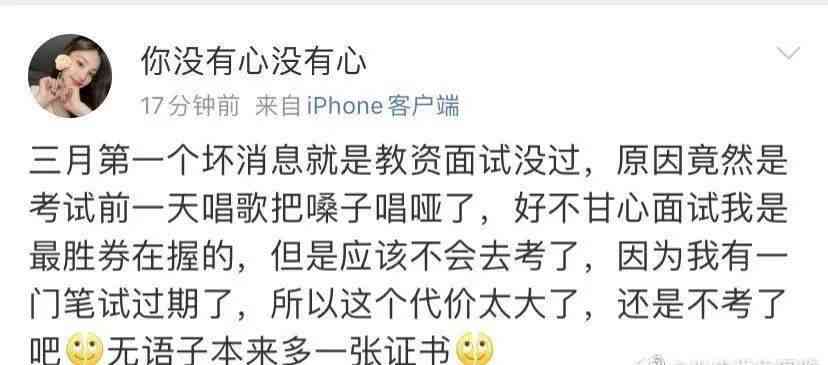 你没有心没有心
17分钟前 来自iPhone客户端
三月第一个坏消息就是教资面试没过，原因竟然是
考试前一天唱歌把嗓子唱哑了，好不甘心面试我是
最胜券在握的，但是应该不会去考了，因为我有一
门笔试过期了，所以这个代价太大了，还是不考了
吧🙄无语子本来多一张证书🙄